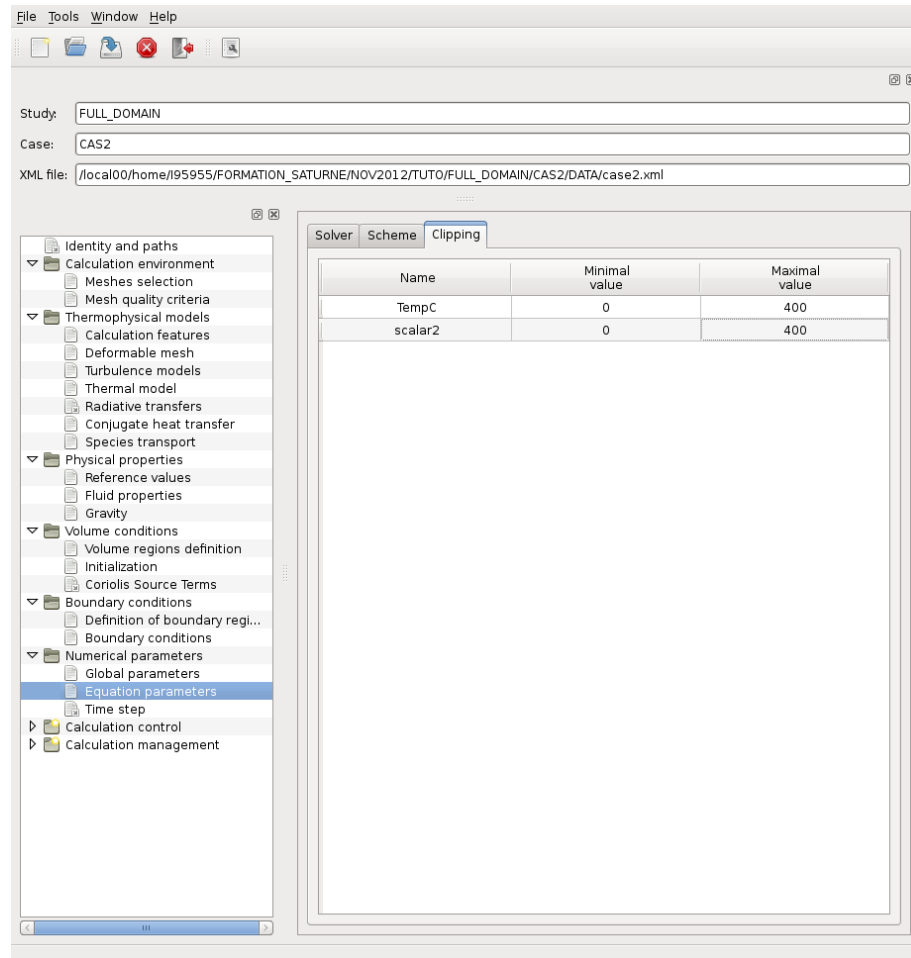 File Tools Window Help
Study: FULL_DOMAIN
Case: CAS2
XML file: /local00/home/I95955/FORMATION_SATURNE/NOV2012/TUTO/FULL_DOMAIN/CAS2/DATA/case2.xml
Identity and paths
Calculation environment
Meshes selection
Mesh quality criteria
Thermophysical models
Calculation features
Deformable mesh
Turbulence models
Thermal model
Radiative transfers
Conjugate heat transfer
Species transport
Physical properties
Reference values
Fluid properties
Gravity
Volume conditions
Volume regions definition
Initialization
Coriolis Source Terms
Boundary conditions
Definition of boundary regi...
Boundary conditions
Numerical parameters
Global parameters
Equation parameters
Time step
Calculation control
Calculation management
Solver Scheme Clipping
Name Minimal value Maximal value
TempC 0 400
scalar2 0 400